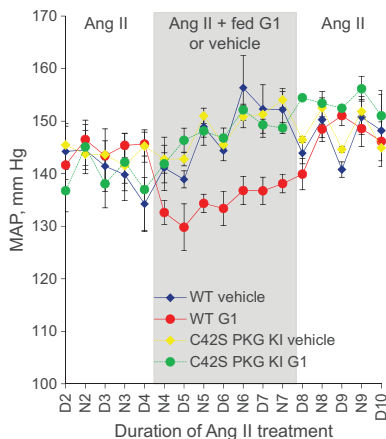 Ang II
Ang II + fed G1
or vehicle
Ang II
MAP, mm Hg
170
160
150
140
130
120
110
100
WT vehicle
WT G1
C42S PKG KI vehicle
C42S PKG KI G1
D2
N2
D3
N3
D4
N4
D5
N5
D6
N6
D7
N7
D8
N8
D9
N9
D10
Duration of Ang II treatment